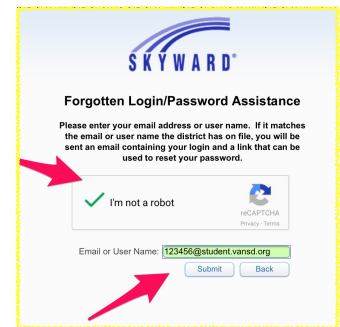 SKYWARD®
Forgotten Login/Password Assistance
Please enter your email address or user name. If it matches
the email or user name the district has on file, you will be
sent an email containing your login and a link that can be
used to reset your password.
I'm not a robot
reCAPTCHA
Privacy - Terms
Email or User Name: 123456@student.vansd.org
Submit Back